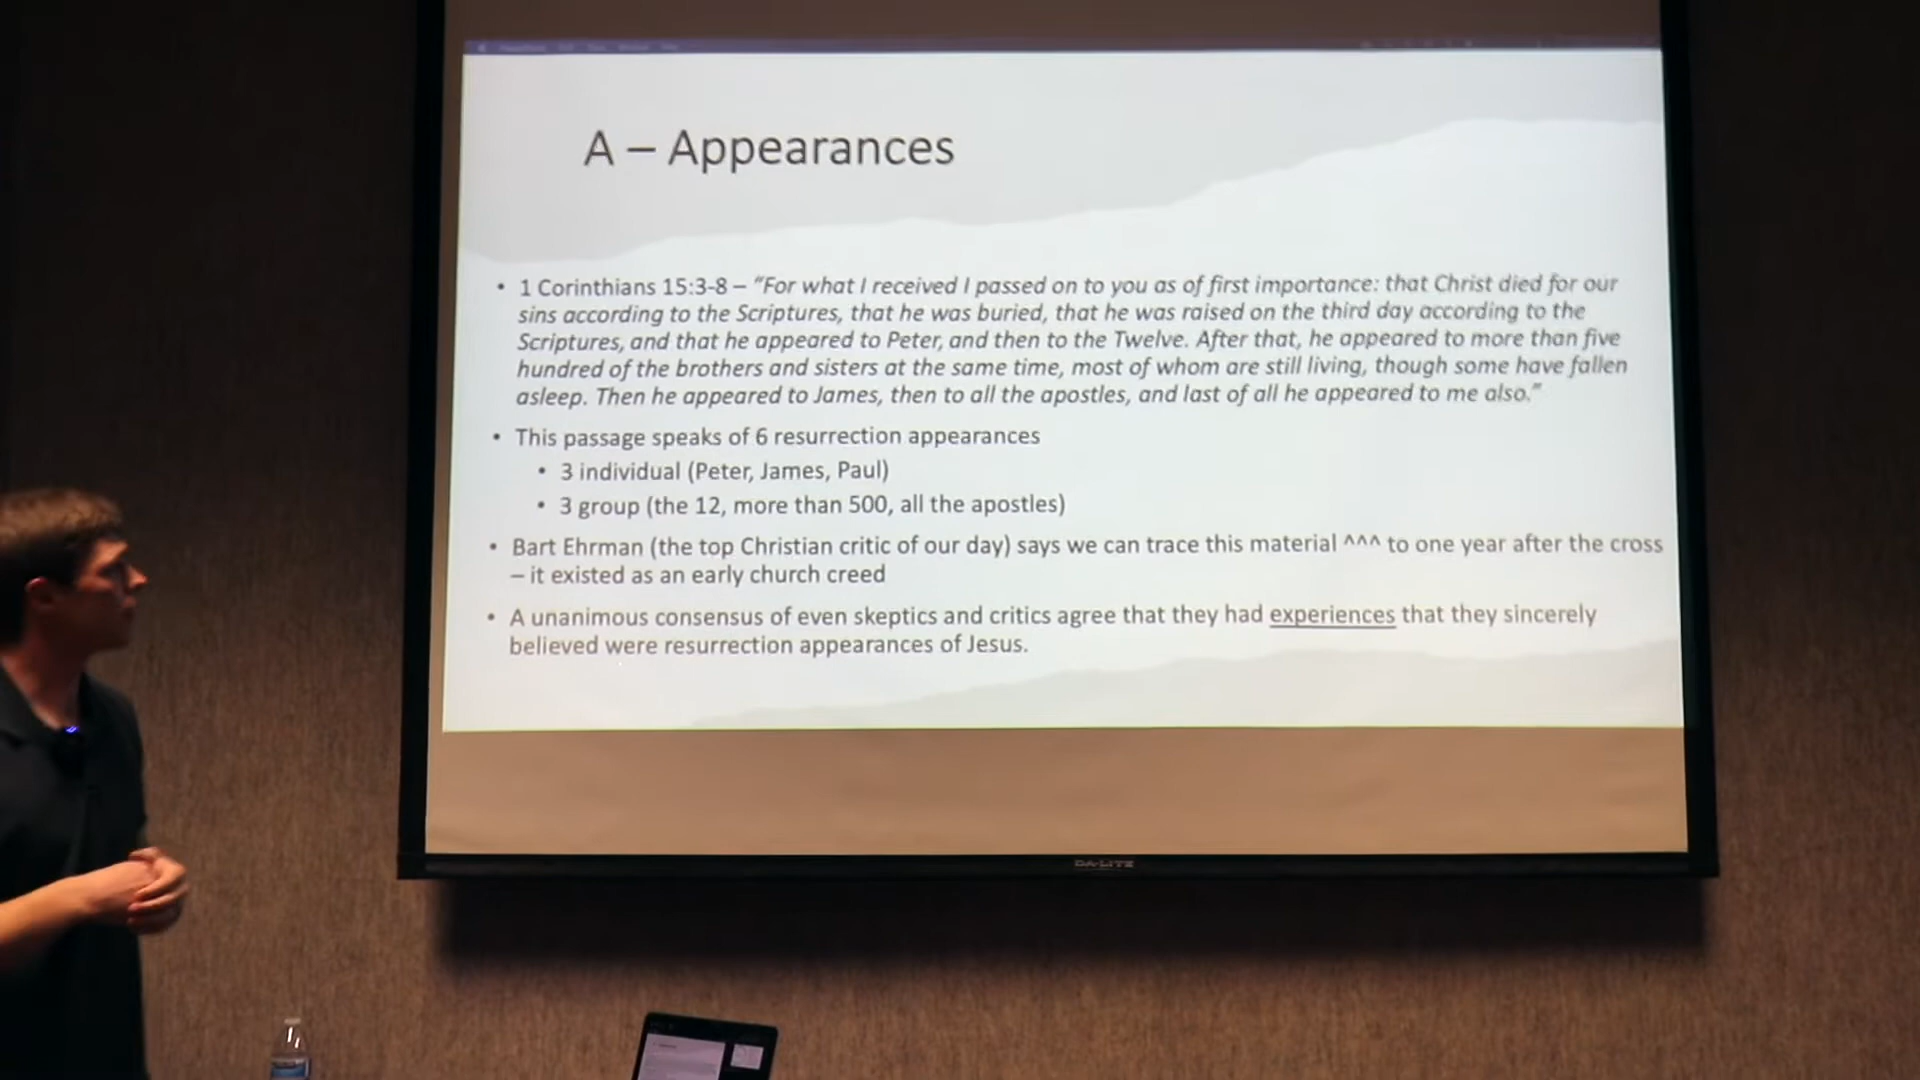 A – Appearances
• 1 Corinthians 15:3-8 – "For what I received I passed on to you as of first importance: that Christ died for our
sins according to the Scriptures, that he was buried, that he was raised on the third day according to the
Scriptures, and that he appeared to Peter, and then to the Twelve. After that, he appeared to more than five
hundred of the brothers and sisters at the same time, most of whom are still living, though some have fallen
asleep. Then he appeared to James, then to all the apostles, and last of all he appeared to me also."
• This passage speaks of 6 resurrection appearances
• 3 individual (Peter, James, Paul)
• 3 group (the 12, more than 500, all the apostles)
• Bart Ehrman (the top Christian critic of our day) says we can trace this material ^^^ to one year after the cross
– it existed as an early church creed
• A unanimous consensus of even skeptics and critics agree that they had experiences that they sincerely
believed were resurrection appearances of Jesus.
DA-LITE